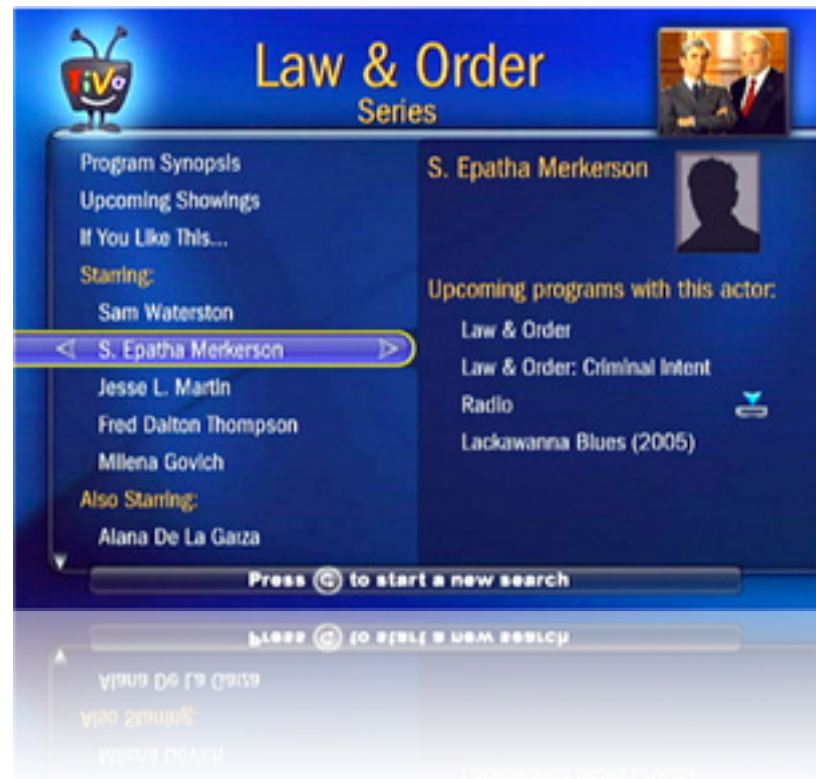 TiVo
Law & Order
Series
Program Synopsis
Upcoming Showings
If You Like This...
Starring:
Sam Waterston
S. Epatha Merkerson
Jesse L. Martin
Fred Dalton Thompson
Milena Govich
Also Starring:
Alana De La Garza
S. Epatha Merkerson
Upcoming programs with this actor:
Law & Order
Law & Order: Criminal Intent
Radio
Lackawanna Blues (2005)
Press G to start a new search